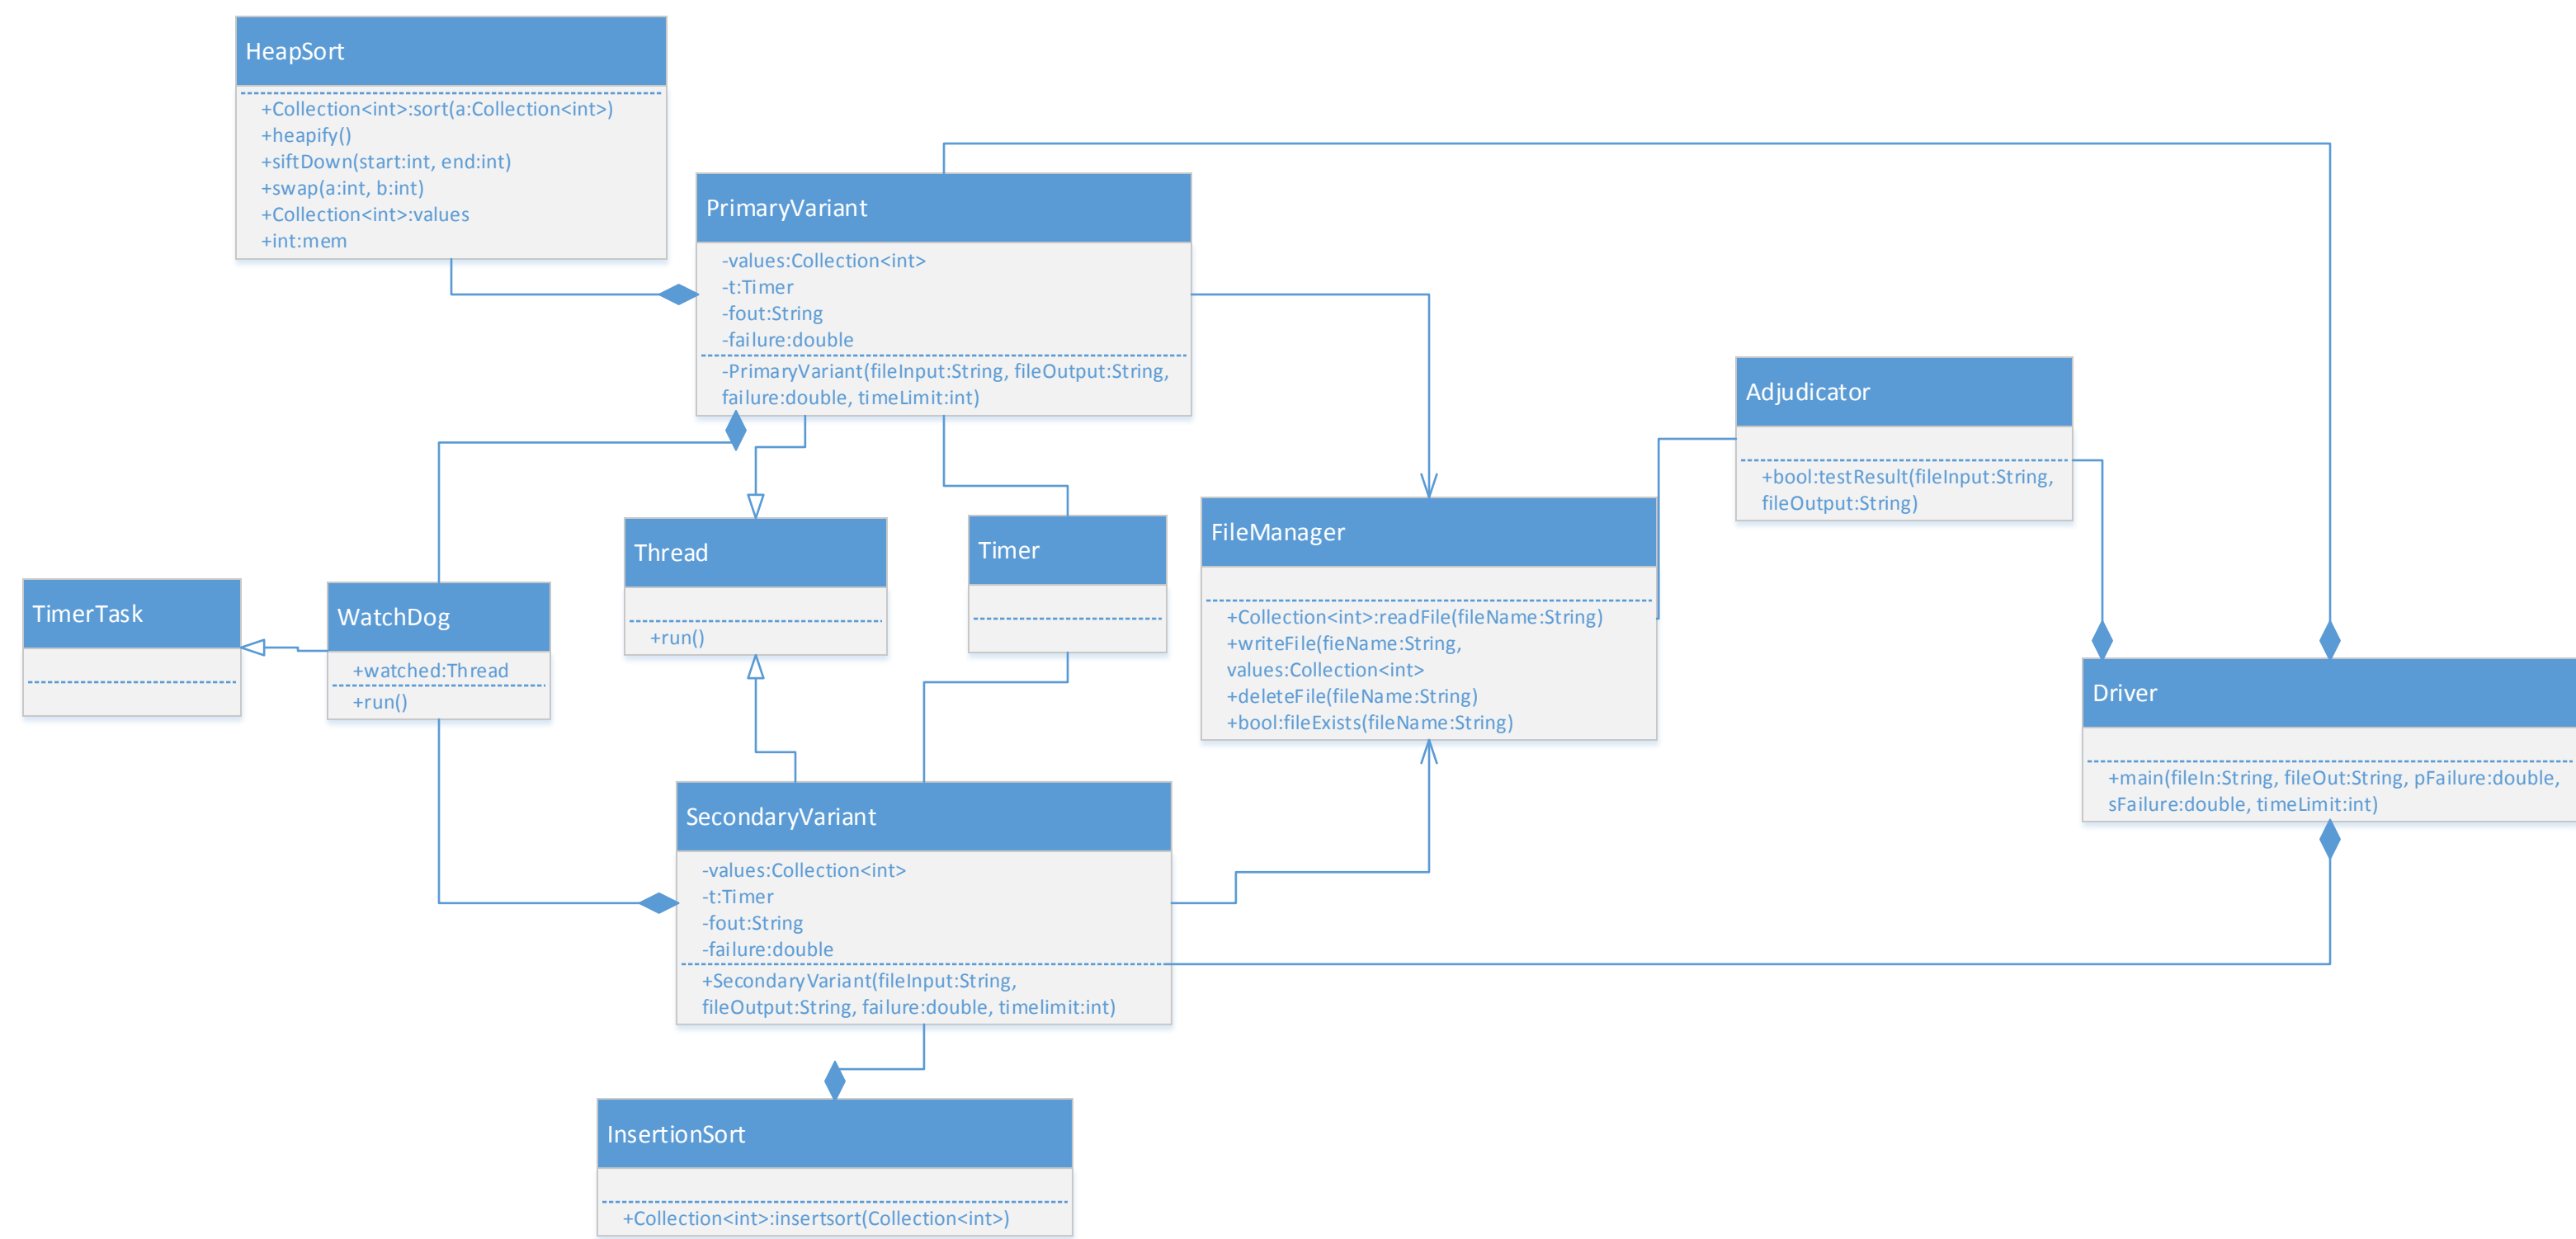 HeapSort
+Collection<int>:sort(a:Collection<int>)
+heapify()
+siftDown(start:int, end:int)
+swap(a:int, b:int)
+Collection<int>:values
+int:mem
PrimaryVariant
-values:Collection<int>
-t:Timer
-fout:String
-failure:double
-PrimaryVariant(fileInput:String, fileOutput:String,
failure:double, timeLimit:int)
Adjudicator
+bool:testResult(fileInput:String,
fileOutput:String)
Thread
+run()
Timer
FileManager
+Collection<int>:readFile(fileName:String)
+writeFile(fieName:String,
values:Collection<int>
+deleteFile(fileName:String)
+bool:fileExists(fileName:String)
TimerTask
WatchDog
+watched:Thread
+run()
Driver
+main(fileIn:String, fileOut:String, pFailure:double,
sFailure:double, timeLimit:int)
SecondaryVariant
-values:Collection<int>
-t:Timer
-fout:String
-failure:double
+SecondaryVariant(fileInput:String,
fileOutput:String, failure:double, timelimit:int)
InsertionSort
+Collection<int>:insertsort(Collection<int>)